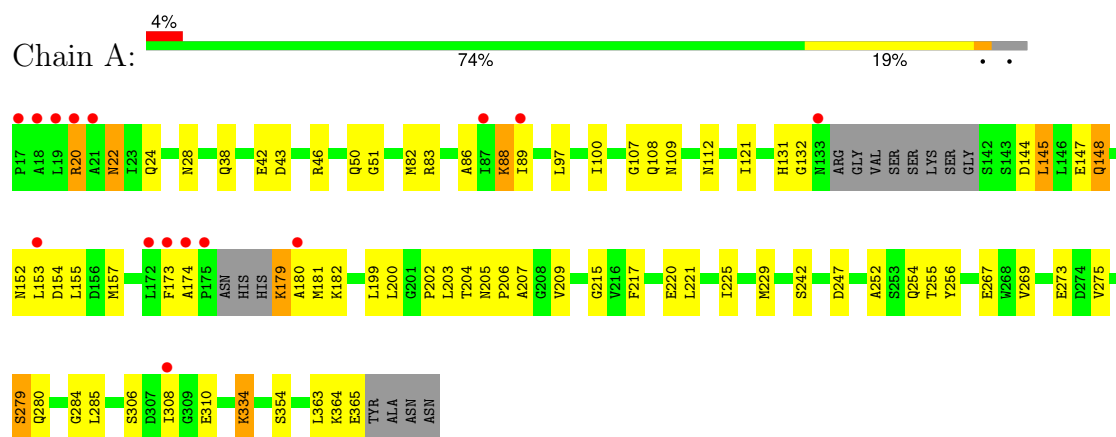 4%
Chain A:
74% 19% • •
P17 A18 L19 R20 A21 N22 I23 Q24 N28 Q38 E42 D43 R46 Q50 G51 M82 R83 A86 I87 K88 I89 L97 I100 G107 Q108 N109 N112 I121 H131 G132 N133 ARG GLY VAL SER SER LYS SER GLY S142 S143 D144 L145 L146 E147 Q148
N152 L153 D154 L155 D156 M157 L172 F173 A174 P175 ASN HIS HIS K179 A180 M181 K182 L199 L200 G201 P202 L203 T204 N205 P206 A207 G208 V209 G215 V216 F217 E220 L221 I225 M229 S242 D247 A252 S253 Q254 T255 Y256 E267 W268 V269 E273 D274 V275
S279 Q280 G284 L285 S306 D307 I308 G309 E310 K334 S354 L363 K364 E365 TYR ALA ASN ASN